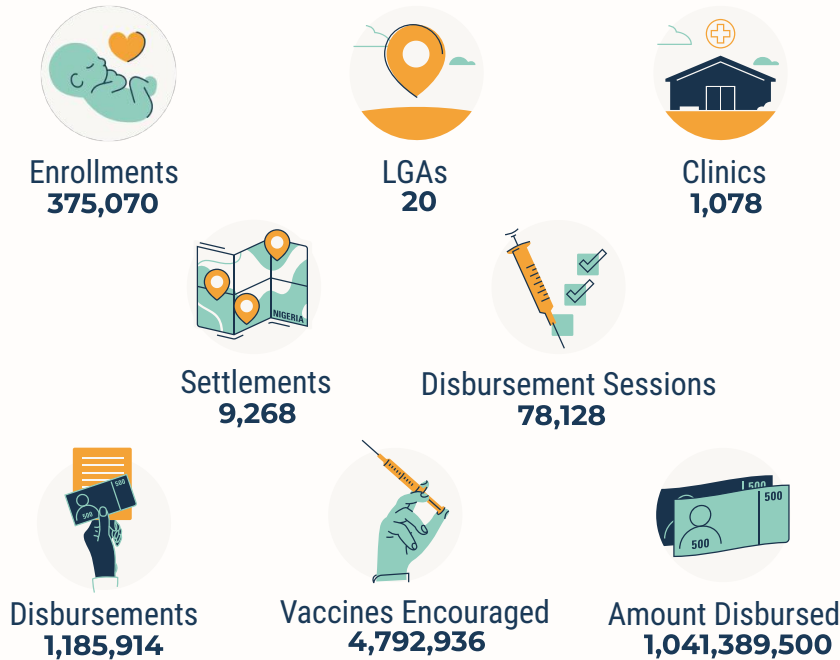 Enrollments
375,070
LGAs
20
Clinics
1,078
NIGERIA
Settlements
9,268
Disbursement Sessions
78,128
500
500
500
500
500
Disbursements
1,185,914
Vaccines Encouraged
4,792,936
Amount Disbursed
1,041,389,500